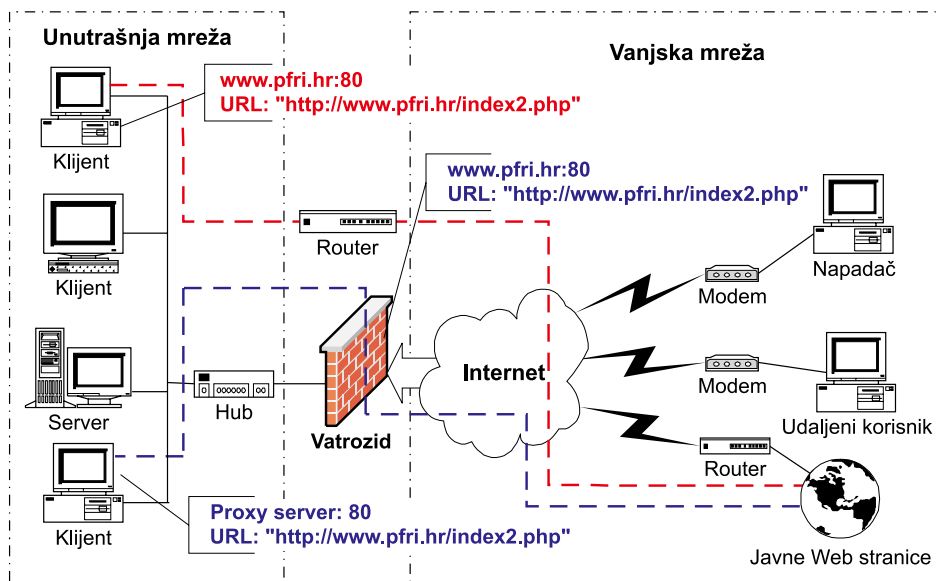 Unutrašnja mreža
Vanjska mreža
www.pfri.hr:80
URL: "http://www.pfri.hr/index2.php"
Klijent
www.pfri.hr:80
URL: "http://www.pfri.hr/index2.php"
Router
Klijent
Modem
Napadač
Internet
Modem
Server
Hub
Vatrozid
Udaljeni korisnik
Router
Proxy server: 80
URL: "http://www.pfri.hr/index2.php"
Klijent
Javne Web stranice